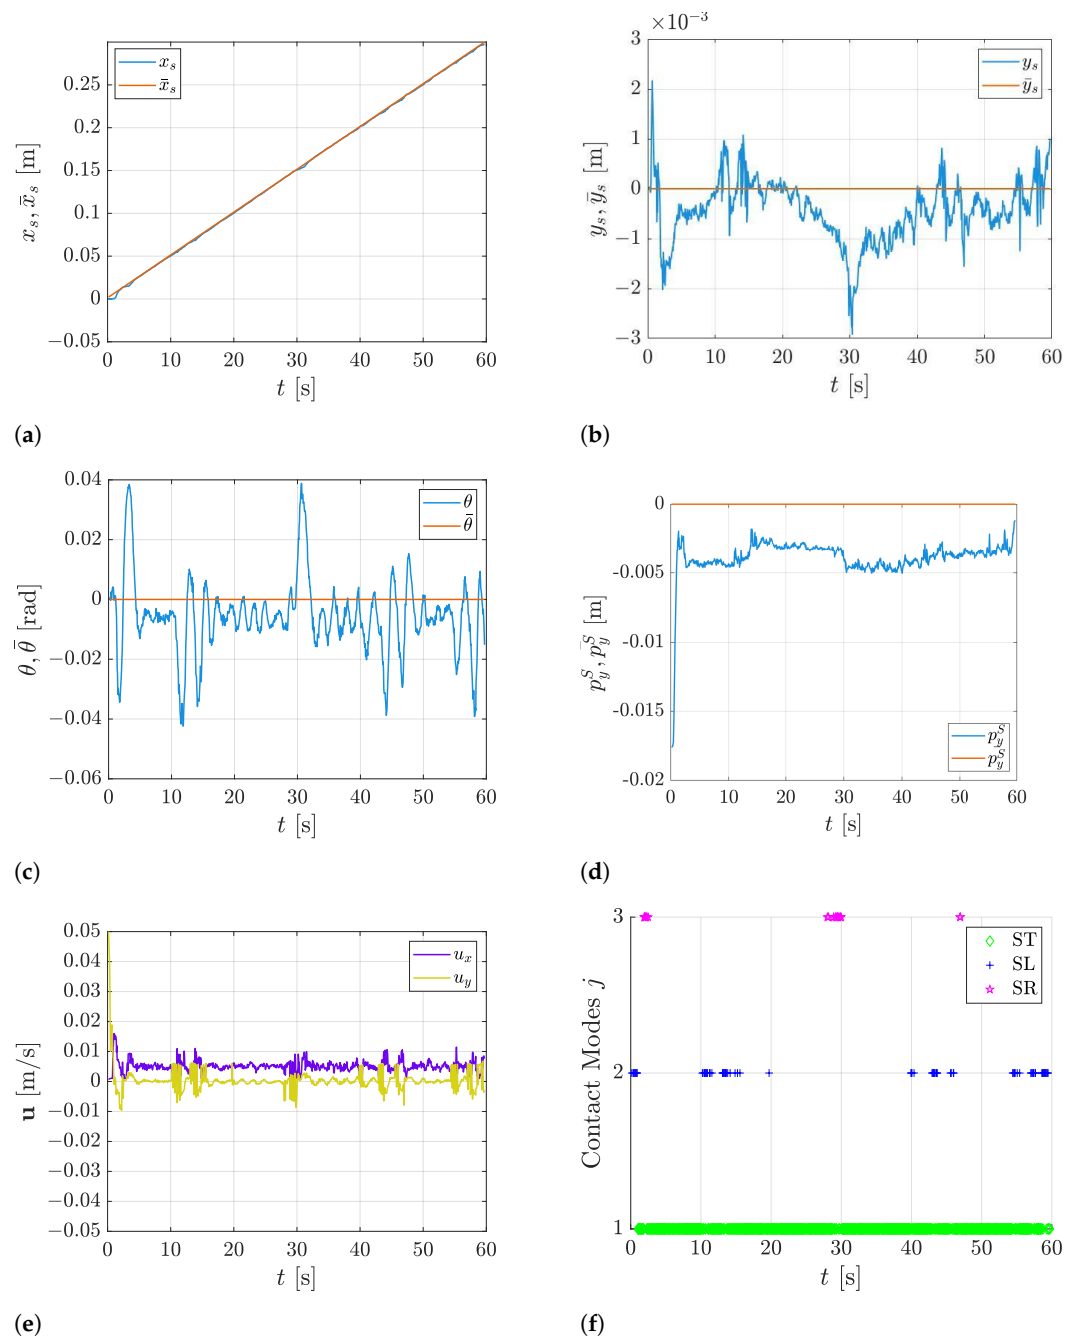 ×10⁻³
0.25
0.2
0.15
0.1
0.05
0
−0.05
0 10 20 30 40 50 60
x_s, x̄_s [m]
t [s]
x_s
x̄_s
(a)
3
2
1
0
−1
−2
−3
0 10 20 30 40 50 60
y_s, ȳ_s [m]
t [s]
y_s
ȳ_s
(b)
0.04
0.02
0
−0.02
−0.04
−0.06
0 10 20 30 40 50 60
θ, θ̄ [rad]
t [s]
θ
θ̄
(c)
0
-0.005
-0.01
-0.015
-0.02
0 10 20 30 40 50 60
p_y^S, p̄_y^S [m]
t [s]
p_y^S
p̄_y^S
(d)
0.05
0.04
0.03
0.02
0.01
0
−0.01
−0.02
−0.03
−0.04
−0.05
0 10 20 30 40 50 60
u [m/s]
t [s]
u_x
u_y
(e)
3
2
1
0 10 20 30 40 50 60
Contact Modes j
t [s]
ST
SL
SR
(f)